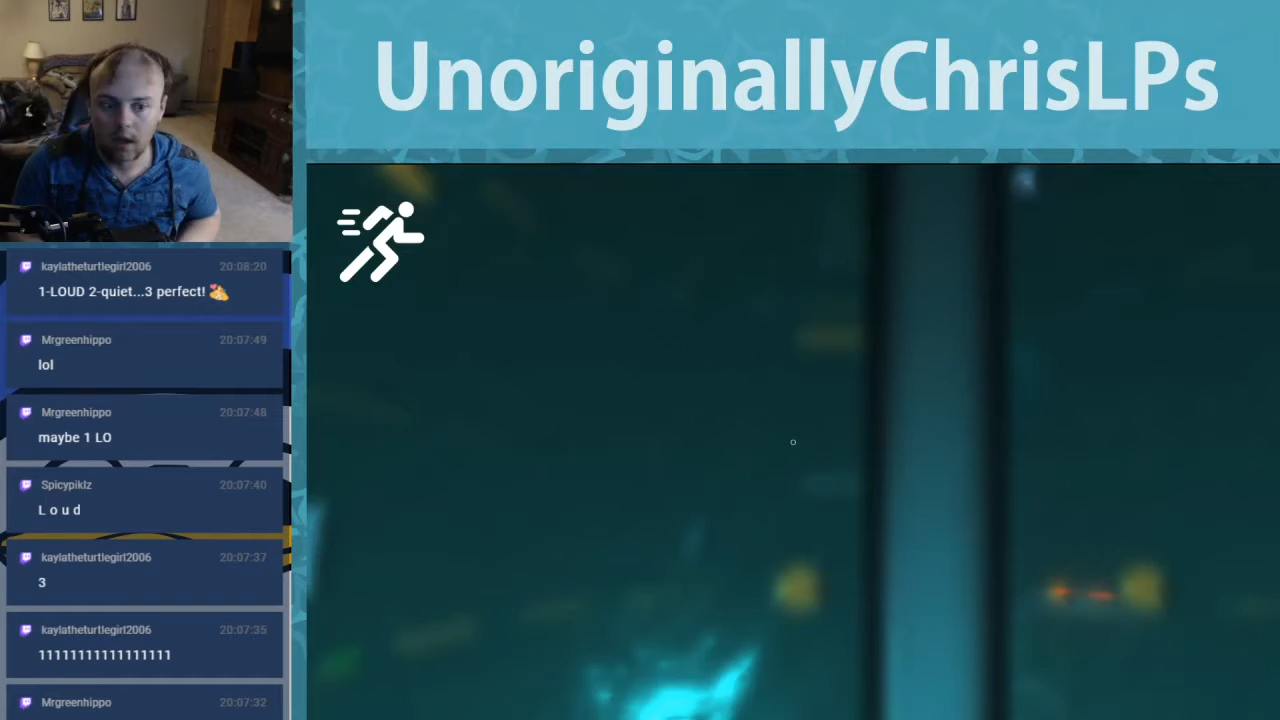 UnoriginallyChrisLPs
kaylatheturtlegirl2006 20:08:20
1-LOUD 2-quiet...3 perfect!
Mrgreenhippo 20:07:49
lol
Mrgreenhippo 20:07:48
maybe 1 LO
Spicypiklz 20:07:40
L o u d
kaylatheturtlegirl2006 20:07:37
3
kaylatheturtlegirl2006 20:07:35
11111111111111111
Mrgreenhippo 20:07:32